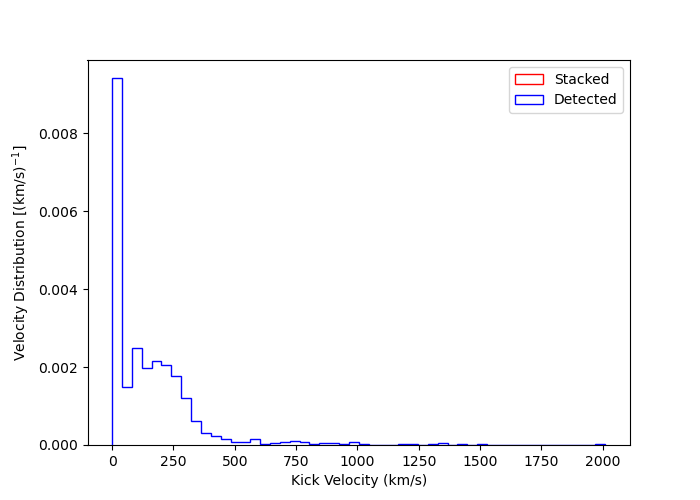 Stacked
Detected
Velocity Distribution [(km/s)⁻¹]
0.008
0.006
0.004
0.002
0.000
0 250 500 750 1000 1250 1500 1750 2000
Kick Velocity (km/s)